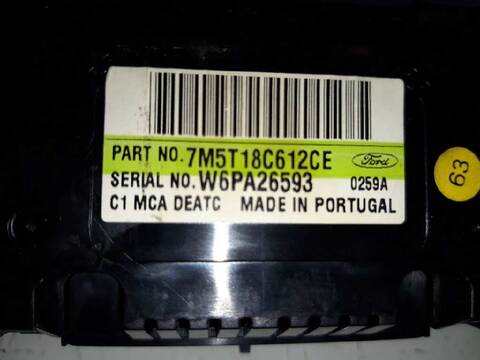 PART NO. 7M5T18C612CE Ford
SERIAL NO. W6PA26593 0259A
C1 MCA DEATC MADE IN PORTUGAL
63